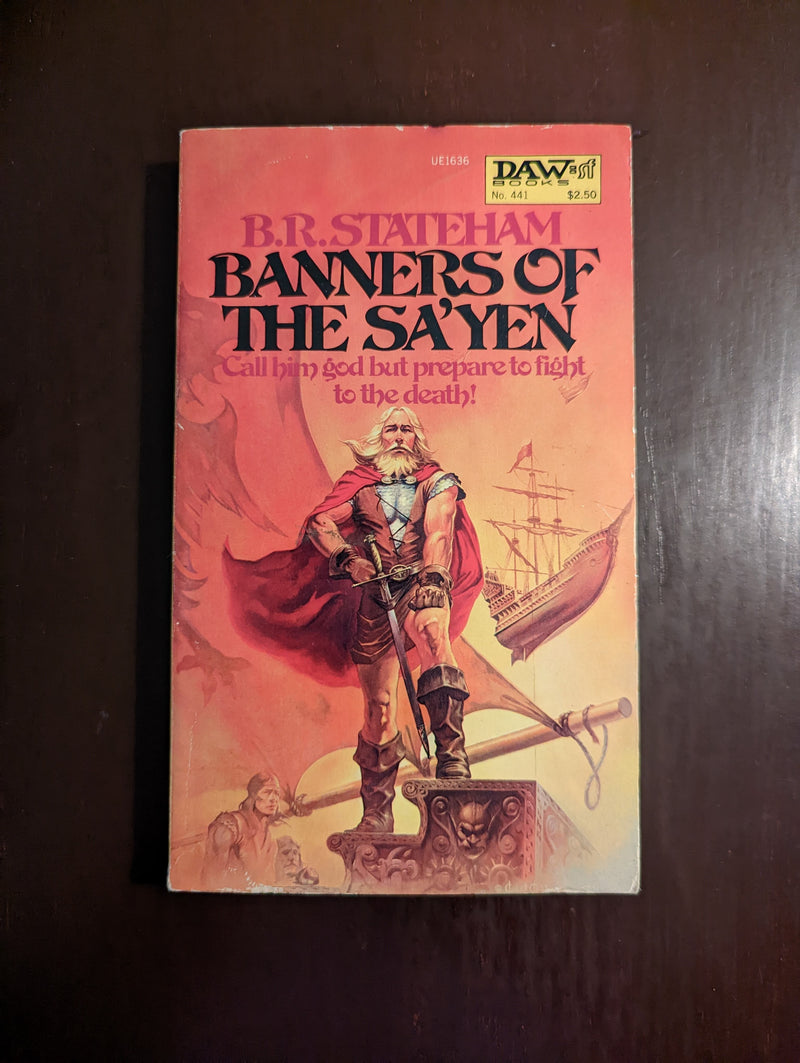 UE1636
DAW=sf
BOOKS
No. 441 $2.50
B.R. STATEHAM
BANNERS OF
THE SA'YEN
Call him god but prepare to fight
to the death!